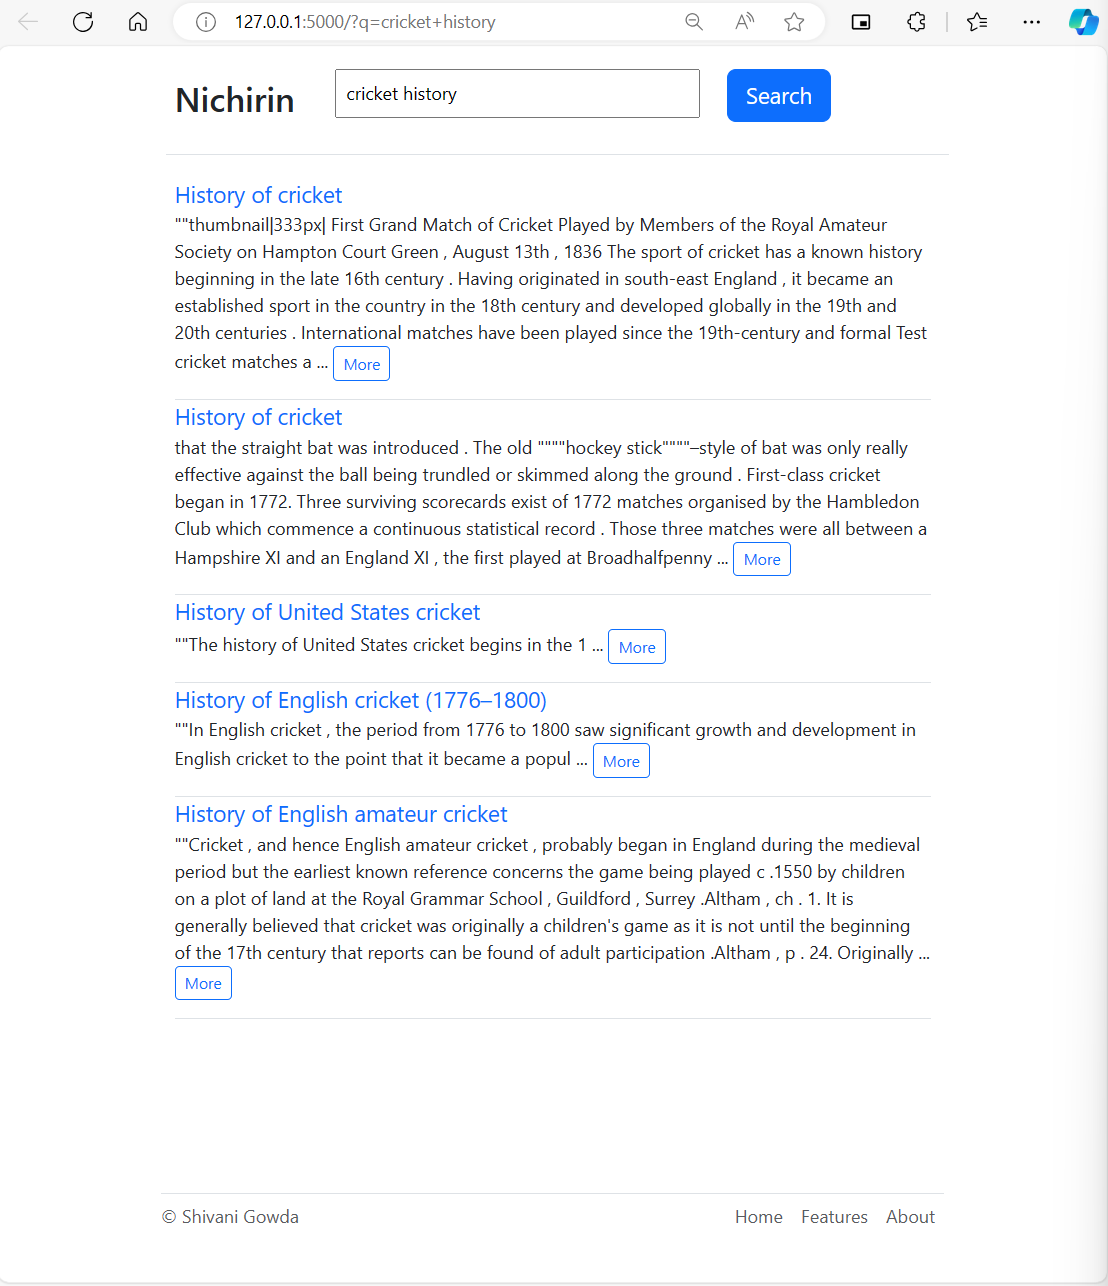 127.0.0.1:5000/?q=cricket+history
Nichirin
cricket history
Search
History of cricket
""thumbnail|333px| First Grand Match of Cricket Played by Members of the Royal Amateur
Society on Hampton Court Green , August 13th , 1836 The sport of cricket has a known history
beginning in the late 16th century . Having originated in south-east England , it became an
established sport in the country in the 18th century and developed globally in the 19th and
20th centuries . International matches have been played since the 19th-century and formal Test
cricket matches a ... More
History of cricket
that the straight bat was introduced . The old """"hockey stick""""–style of bat was only really
effective against the ball being trundled or skimmed along the ground . First-class cricket
began in 1772. Three surviving scorecards exist of 1772 matches organised by the Hambledon
Club which commence a continuous statistical record . Those three matches were all between a
Hampshire XI and an England XI , the first played at Broadhalfpenny ... More
History of United States cricket
""The history of United States cricket begins in the 1 ... More
History of English cricket (1776–1800)
""In English cricket , the period from 1776 to 1800 saw significant growth and development in
English cricket to the point that it became a popul ... More
History of English amateur cricket
""Cricket , and hence English amateur cricket , probably began in England during the medieval
period but the earliest known reference concerns the game being played c .1550 by children
on a plot of land at the Royal Grammar School , Guildford , Surrey .Altham , ch . 1. It is
generally believed that cricket was originally a children's game as it is not until the beginning
of the 17th century that reports can be found of adult participation .Altham , p . 24. Originally ...
More
© Shivani Gowda
Home Features About